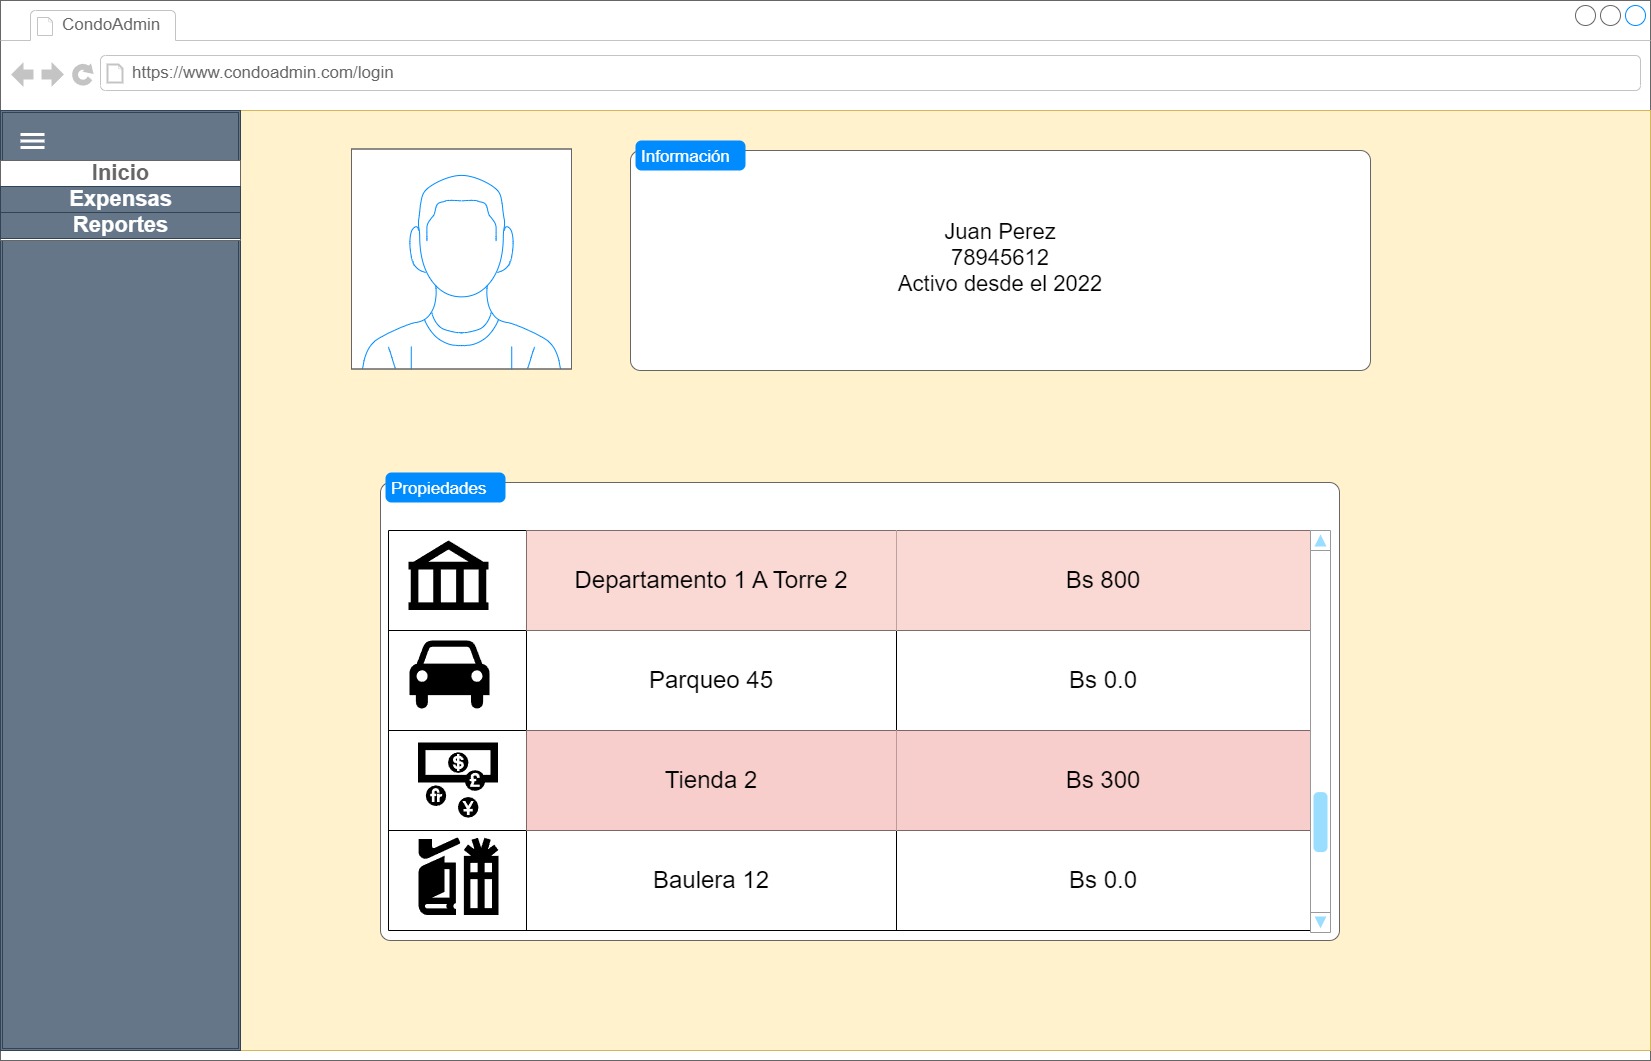 CondoAdmin
https://www.condoadmin.com/login
Inicio
Expensas
Reportes
Información
Juan Perez
78945612
Activo desde el 2022
Propiedades
Departamento 1 A Torre 2
Bs 800
Parqueo 45
Bs 0.0
$
£
fr
¥
Tienda 2
Bs 300
Baulera 12
Bs 0.0